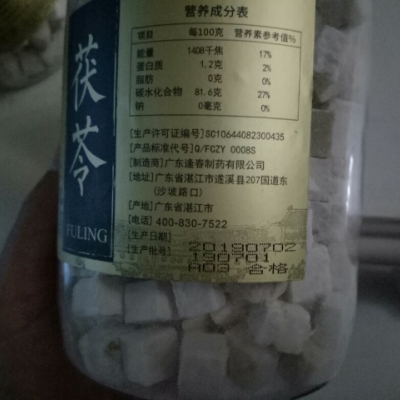 营养成分表
项目 每100克 营养素参考值%
能量 1408千焦 17%
蛋白质 1.2克 2%
脂肪 0克 0%
碳水化合物 81.6克 27%
钠 0毫克 0%
茯苓
FULING
[生产许可证编号]SC10644082300435
[产品标准代号]Q/FCZY 0008S
[制造商]广东逢春制药有限公司
[地址]广东省湛江市遂溪县207国道东
(沙坡路口)
[产地]广东省湛江市
[电话]400-830-7522
[生产日期] 20190702
[生产批号] 190701
A03 合格